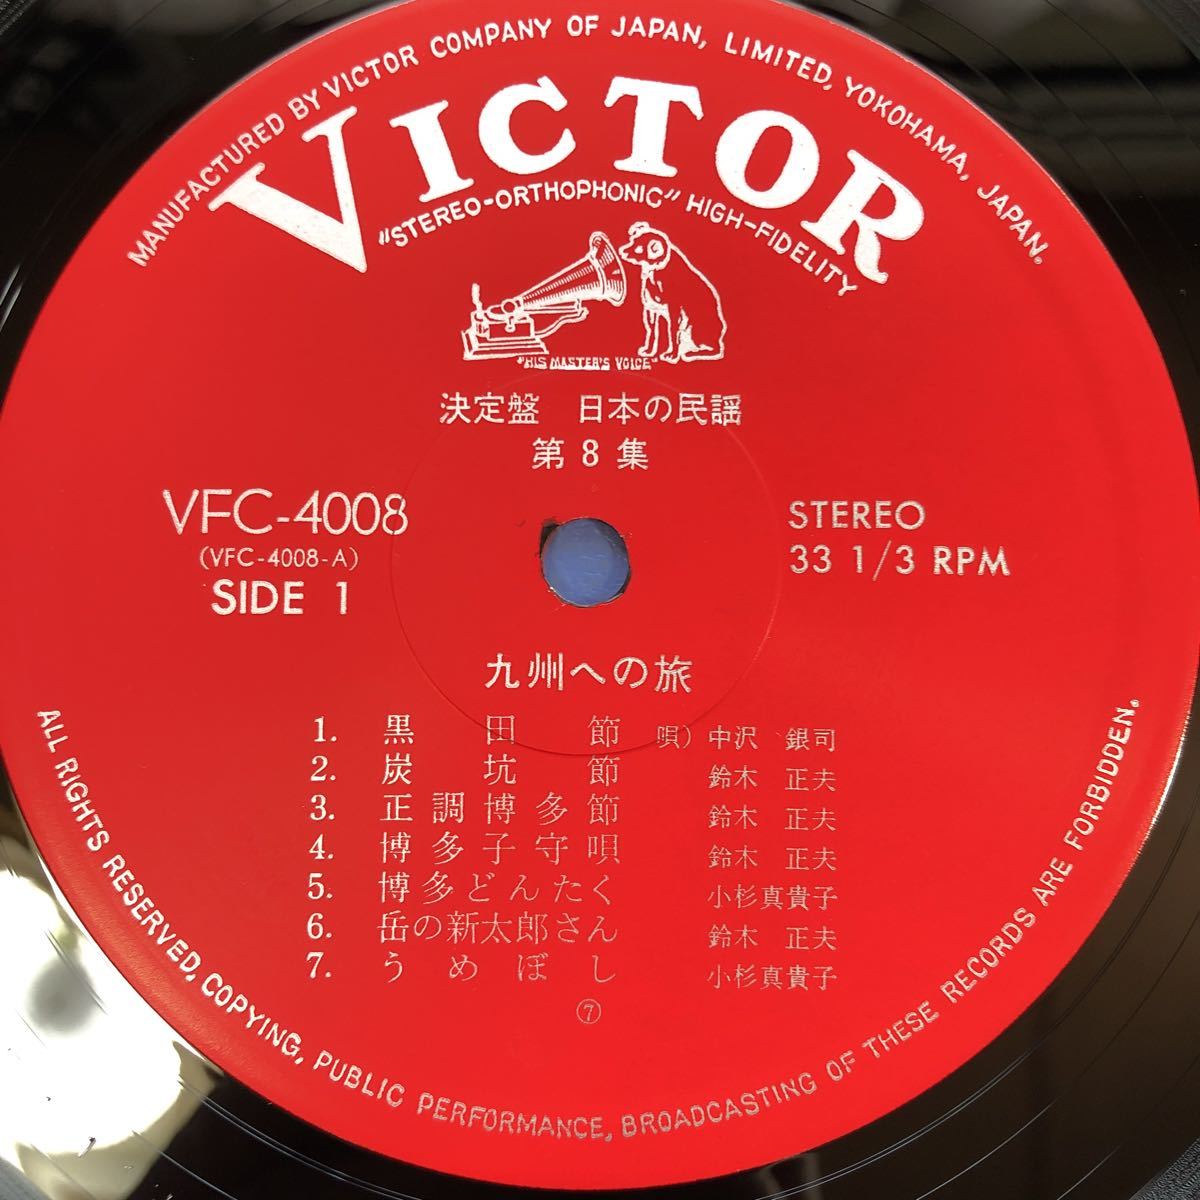 MANUFACTURED BY VICTOR COMPANY OF JAPAN, LIMITED, YOKOHAMA, JAPAN.
VICTOR
"STEREO-ORTHOPHONIC" HIGH-FIDELITY
"HIS MASTER'S VOICE"
決定盤 日本の民謡
第8集
VFC-4008
(VFC-4008-A)
SIDE 1
STEREO
33 1/3 RPM
九州への旅
1. 黒田節 唄) 中沢 銀司
2. 炭坑節 鈴木 正夫
3. 正調博多節 鈴木 正夫
4. 博多子守唄 鈴木 正夫
5. 博多どんたく 小杉真貴子
6. 岳の新太郎さん 鈴木 正夫
7. うめぼし 小杉真貴子
⑦
ALL RIGHTS RESERVED, COPYING, PUBLIC PERFORMANCE, BROADCASTING OF THESE RECORDS ARE FORBIDDEN.